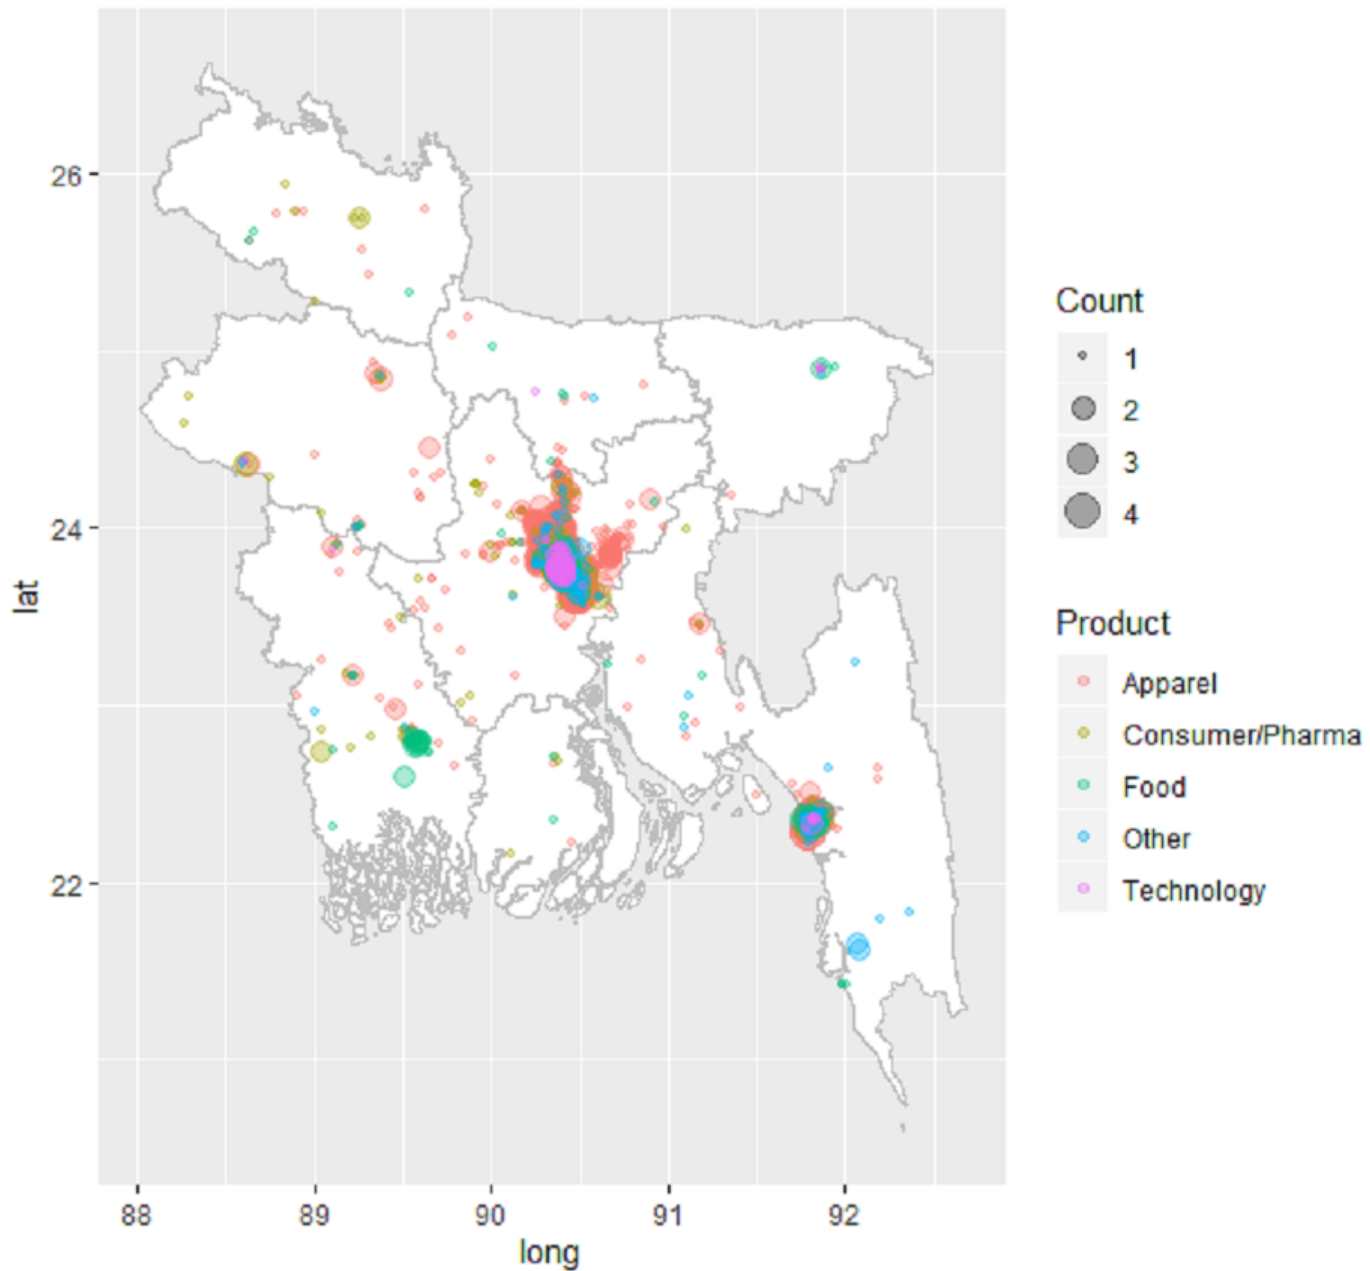 26
24
22
lat
88
89
90
91
92
long
Count
1
2
3
4
Product
Apparel
Consumer/Pharma
Food
Other
Technology